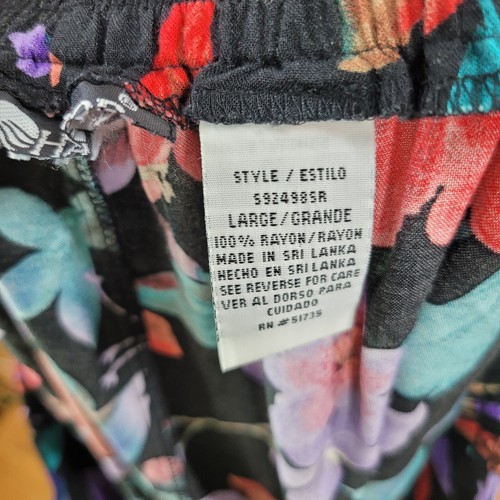 STYLE / ESTILO
S924985R
LARGE/GRANDE
100% RAYON/RAYON
MADE IN SRI LANKA
HECHO EN SRI LANKA
SEE REVERSE FOR CARE
VER AL DORSO PARA
CUIDADO
RN #51735